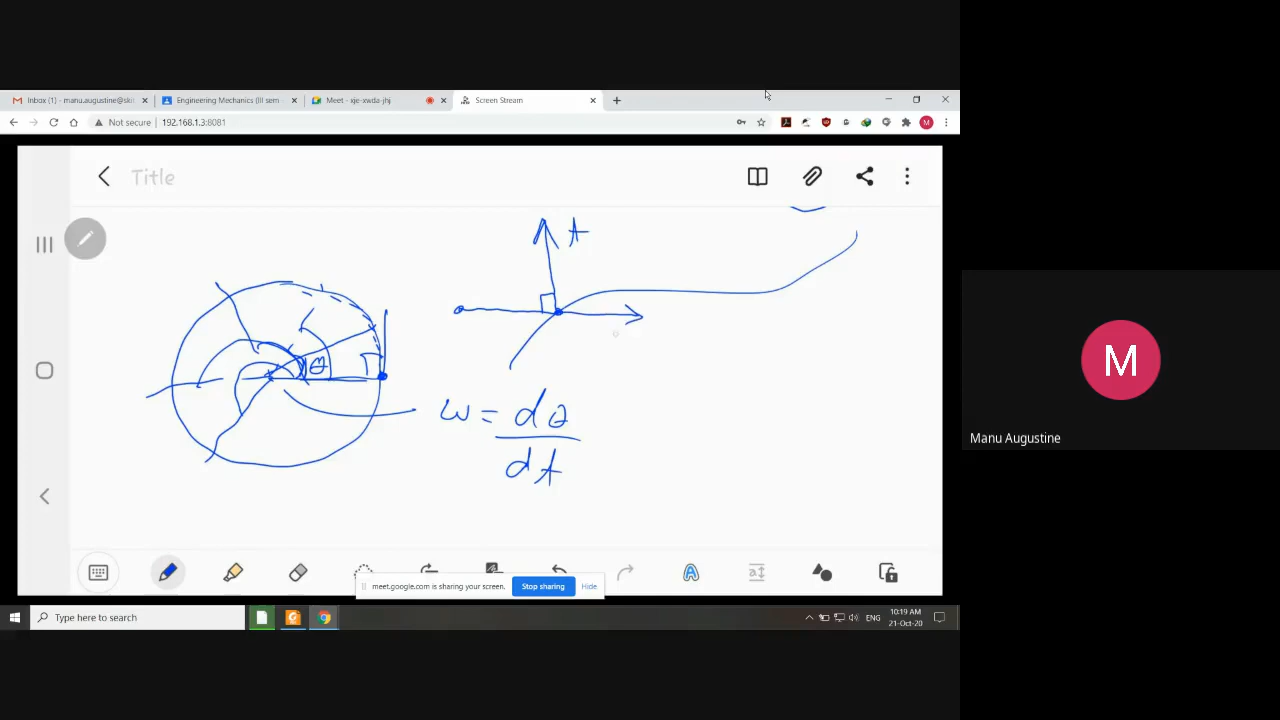 Inbox (1) - manu.augustine@ski
Engineering Mechanics (III sem -
Meet - xje-xwda-jhj
Screen Stream
Not secure | 192.168.1.3:8081
Title
t
θ
ω = dθ
dt
M
Manu Augustine
meet.google.com is sharing your screen.
Stop sharing
Hide
Type here to search
ENG
10:19 AM
21-Oct-20